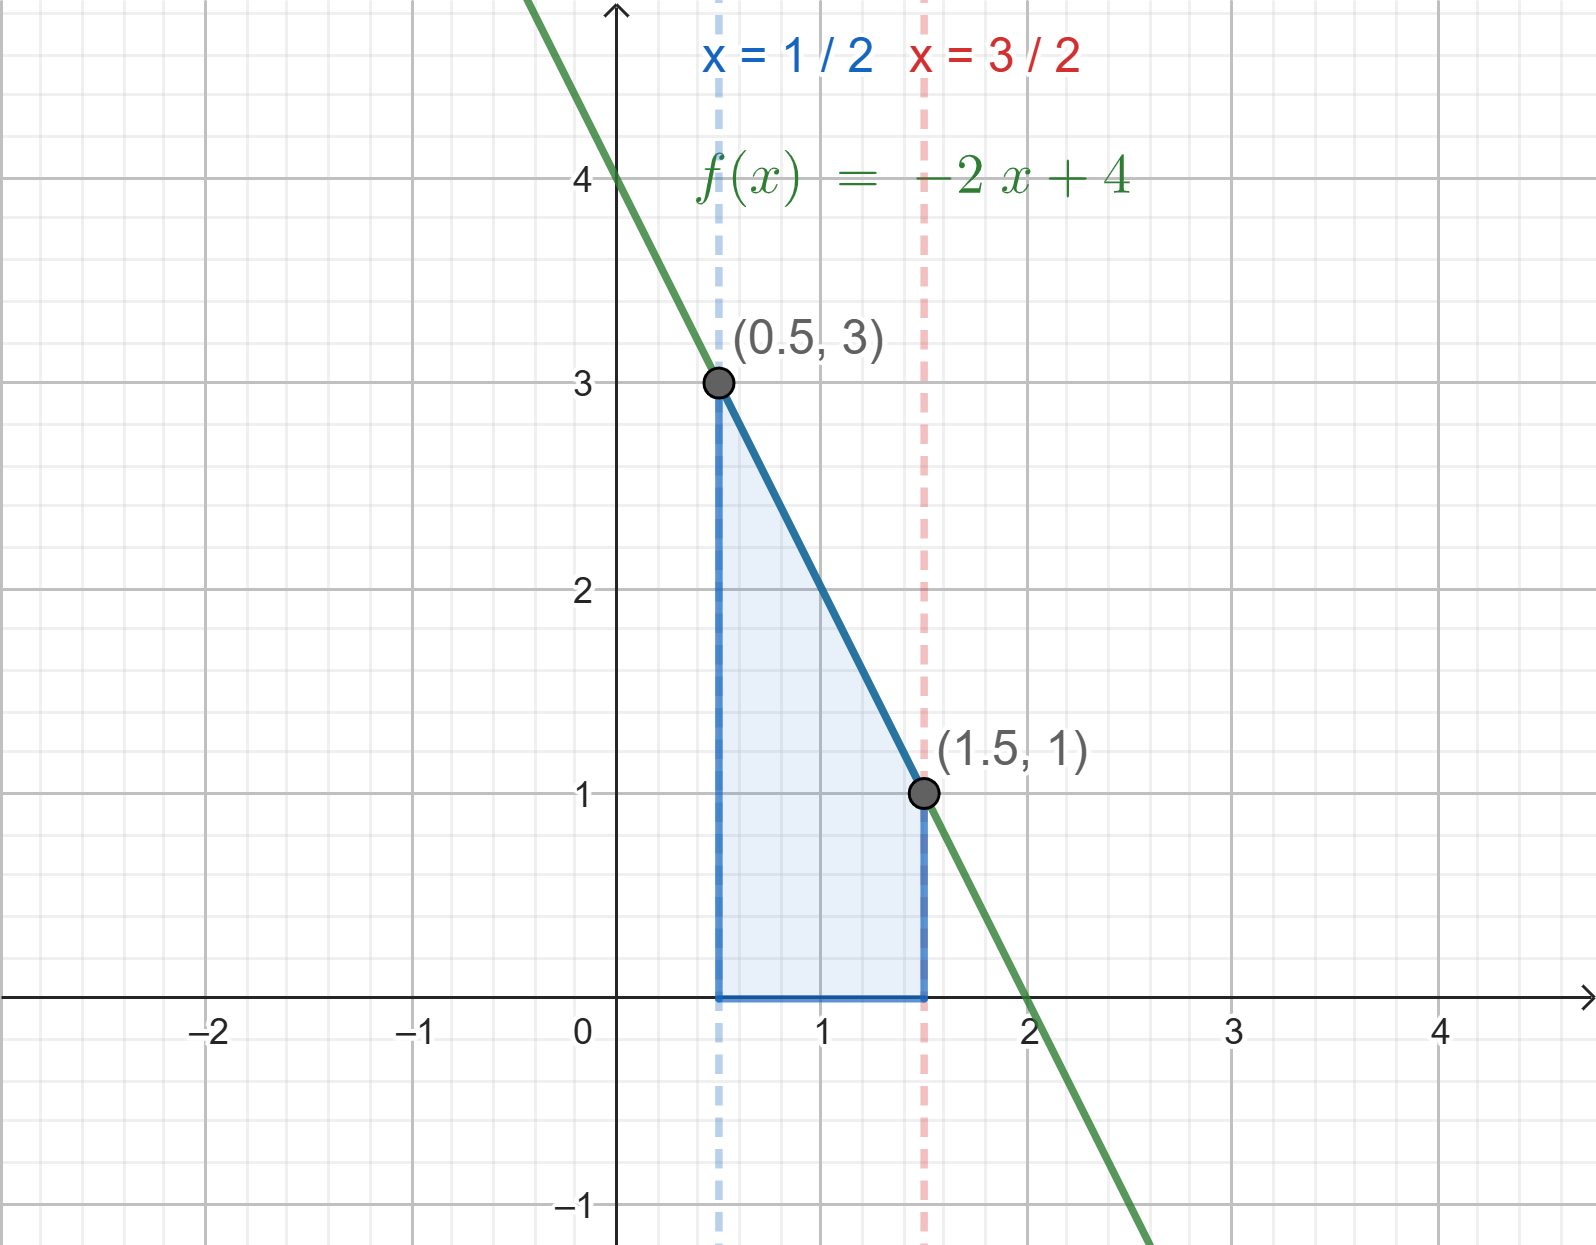 x = 1 / 2 x = 3 / 2
f(x) = −2 x + 4
4
(0.5, 3)
3
2
(1.5, 1)
1
–2 –1 0 1 2 3 4
–1